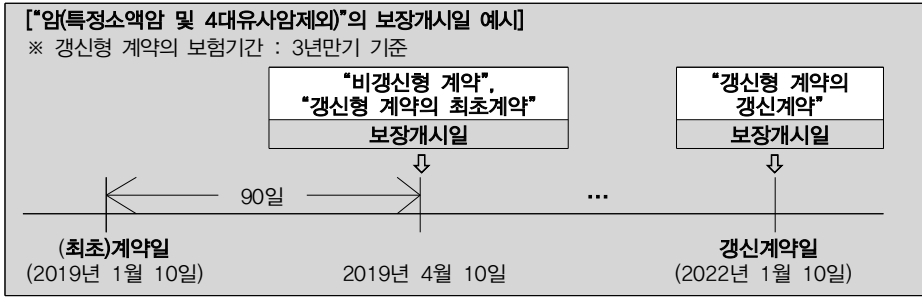 [“암(특정소액암 및 4대유사암제외)”의 보장개시일 예시]
※ 갱신형 계약의 보험기간 : 3년만기 기준
“비갱신형 계약”,
“갱신형 계약의 최초계약”
보장개시일
“갱신형 계약의
갱신계약”
보장개시일
90일
...
(최초)계약일
(2019년 1월 10일)
2019년 4월 10일
갱신계약일
(2022년 1월 10일)